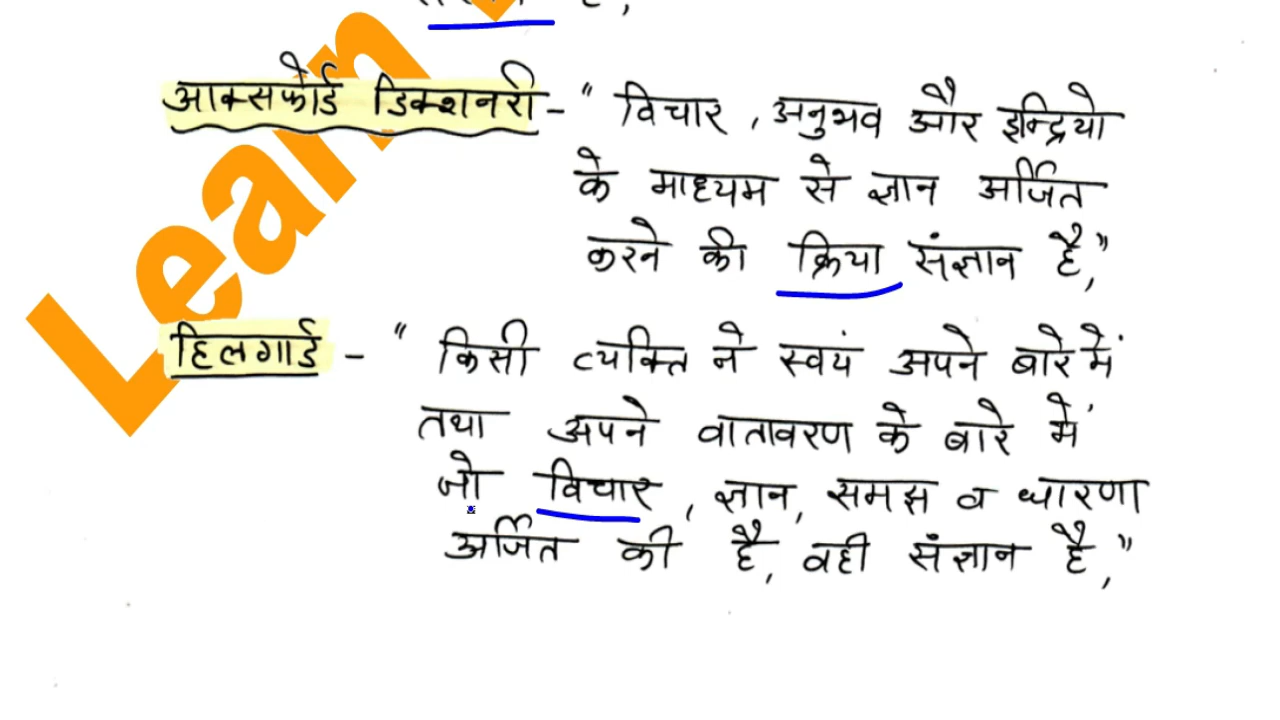 है,
Lean
आक्सफोर्ड डिक्शनरी - " विचार, अनुभव और इन्द्रियो
के माध्यम से ज्ञान अर्जित
करने की क्रिया संज्ञान है,"
हिलगार्ड - " किसी व्यक्ति ने स्वयं अपने बारे में
तथा अपने वातावरण के बारे में
जो विचार, ज्ञान, समझ व धारणा
अर्जित की है, वही संज्ञान है,"